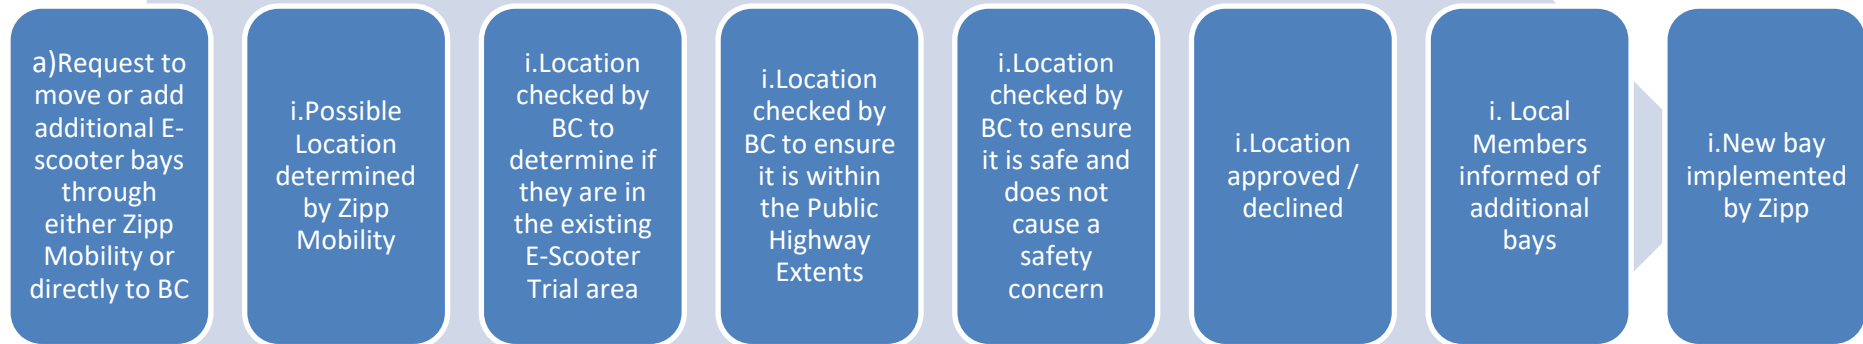 a)Request to
move or add
additional E-
scooter bays
through
either Zipp
Mobility or
directly to BC
i.Possible
Location
determined
by Zipp
Mobility
i.Location
checked by
BC to
determine if
they are in
the existing
E-Scooter
Trial area
i.Location
checked by
BC to ensure
it is within
the Public
Highway
Extents
i.Location
checked by
BC to ensure
it is safe and
does not
cause a
safety
concern
i.Location
approved /
declined
i. Local
Members
informed of
additional
bays
i.New bay
implemented
by Zipp